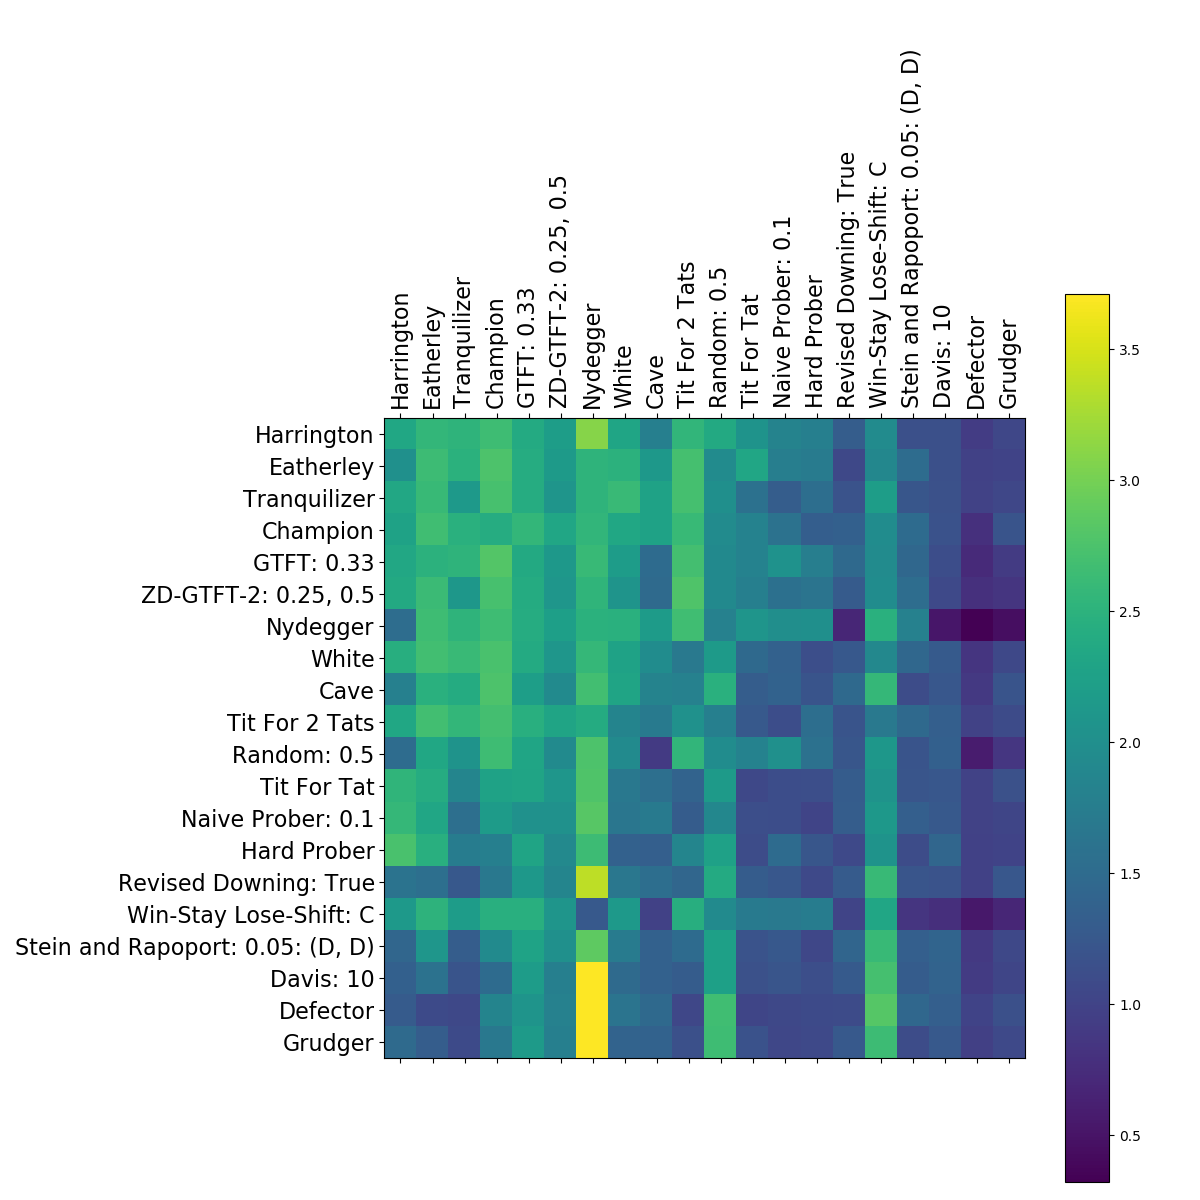 Harrington
Eatherley
Tranquilizer
Champion
GTFT: 0.33
ZD-GTFT-2: 0.25, 0.5
Nydegger
White
Cave
Tit For 2 Tats
Random: 0.5
Tit For Tat
Naive Prober: 0.1
Hard Prober
Revised Downing: True
Win-Stay Lose-Shift: C
Stein and Rapoport: 0.05: (D, D)
Davis: 10
Defector
Grudger
Harrington
Eatherley
Tranquilizer
Champion
GTFT: 0.33
ZD-GTFT-2: 0.25, 0.5
Nydegger
White
Cave
Tit For 2 Tats
Random: 0.5
Tit For Tat
Naive Prober: 0.1
Hard Prober
Revised Downing: True
Win-Stay Lose-Shift: C
Stein and Rapoport: 0.05: (D, D)
Davis: 10
Defector
Grudger
3.5
3.0
2.5
2.0
1.5
1.0
0.5